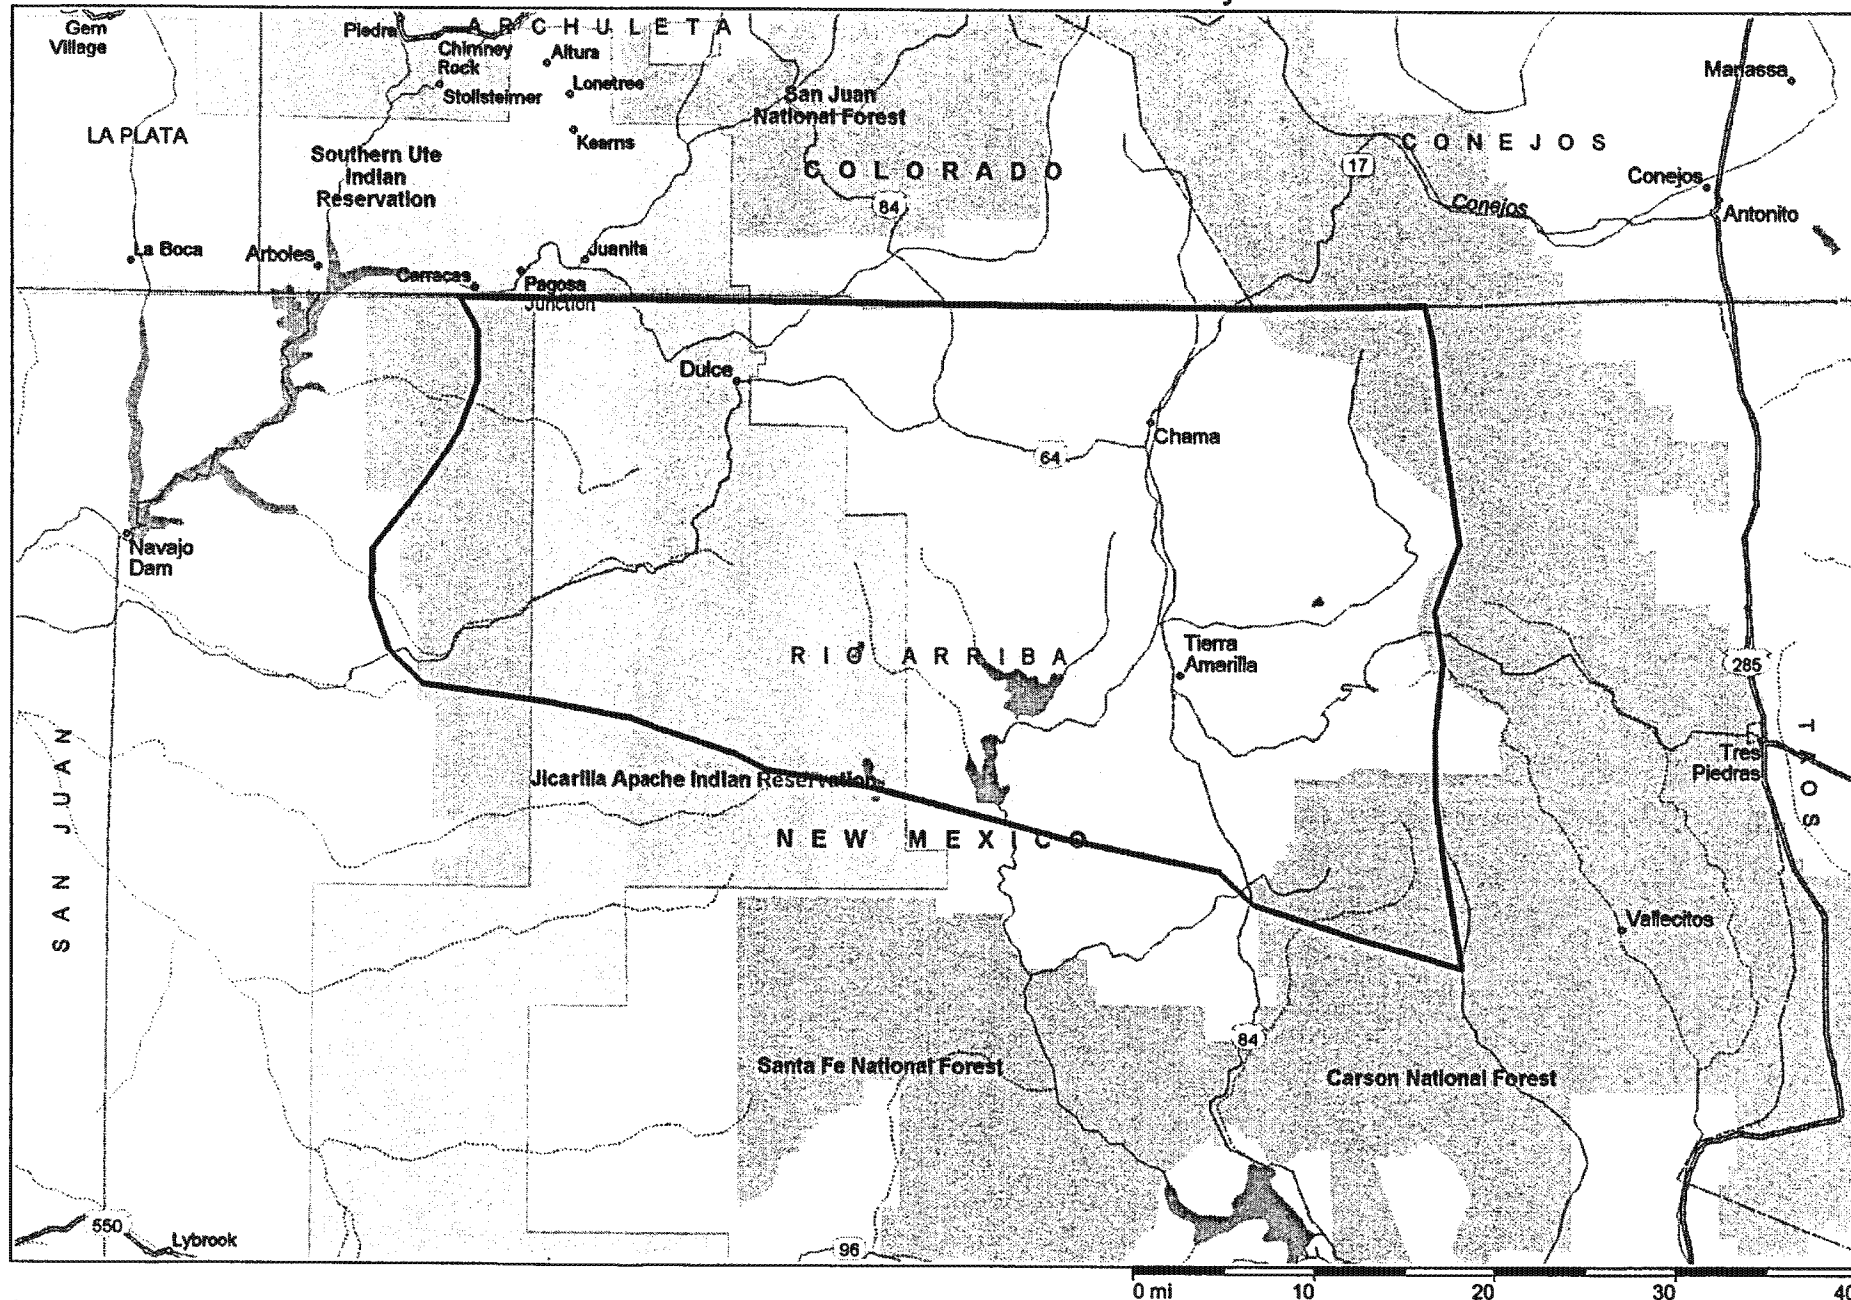 Gem
Village
Piedra
ARCHULETA
Chimney
Rock
Altura
Stollsteimer
Lonetree
San Juan
National Forest
Manassa
LA PLATA
Kearns
CONEJOS
Southern Ute
Indian
Reservation
COLORADO
17
Conejos
84
Conejos
Antonito
La Boca
Arboles
Juanita
Carracas
Pagosa
Junction
Dulce
Chama
64
Navajo
Dam
RIO ARRIBA
Tierra
Amarilla
285
SAN JUAN
TAOS
Tres
Piedras
Jicarilla Apache Indian Reservation
NEW MEXICO
Vallecitos
84
Santa Fe National Forest
Carson National Forest
550
Lybrook
96
0 mi 10 20 30 40